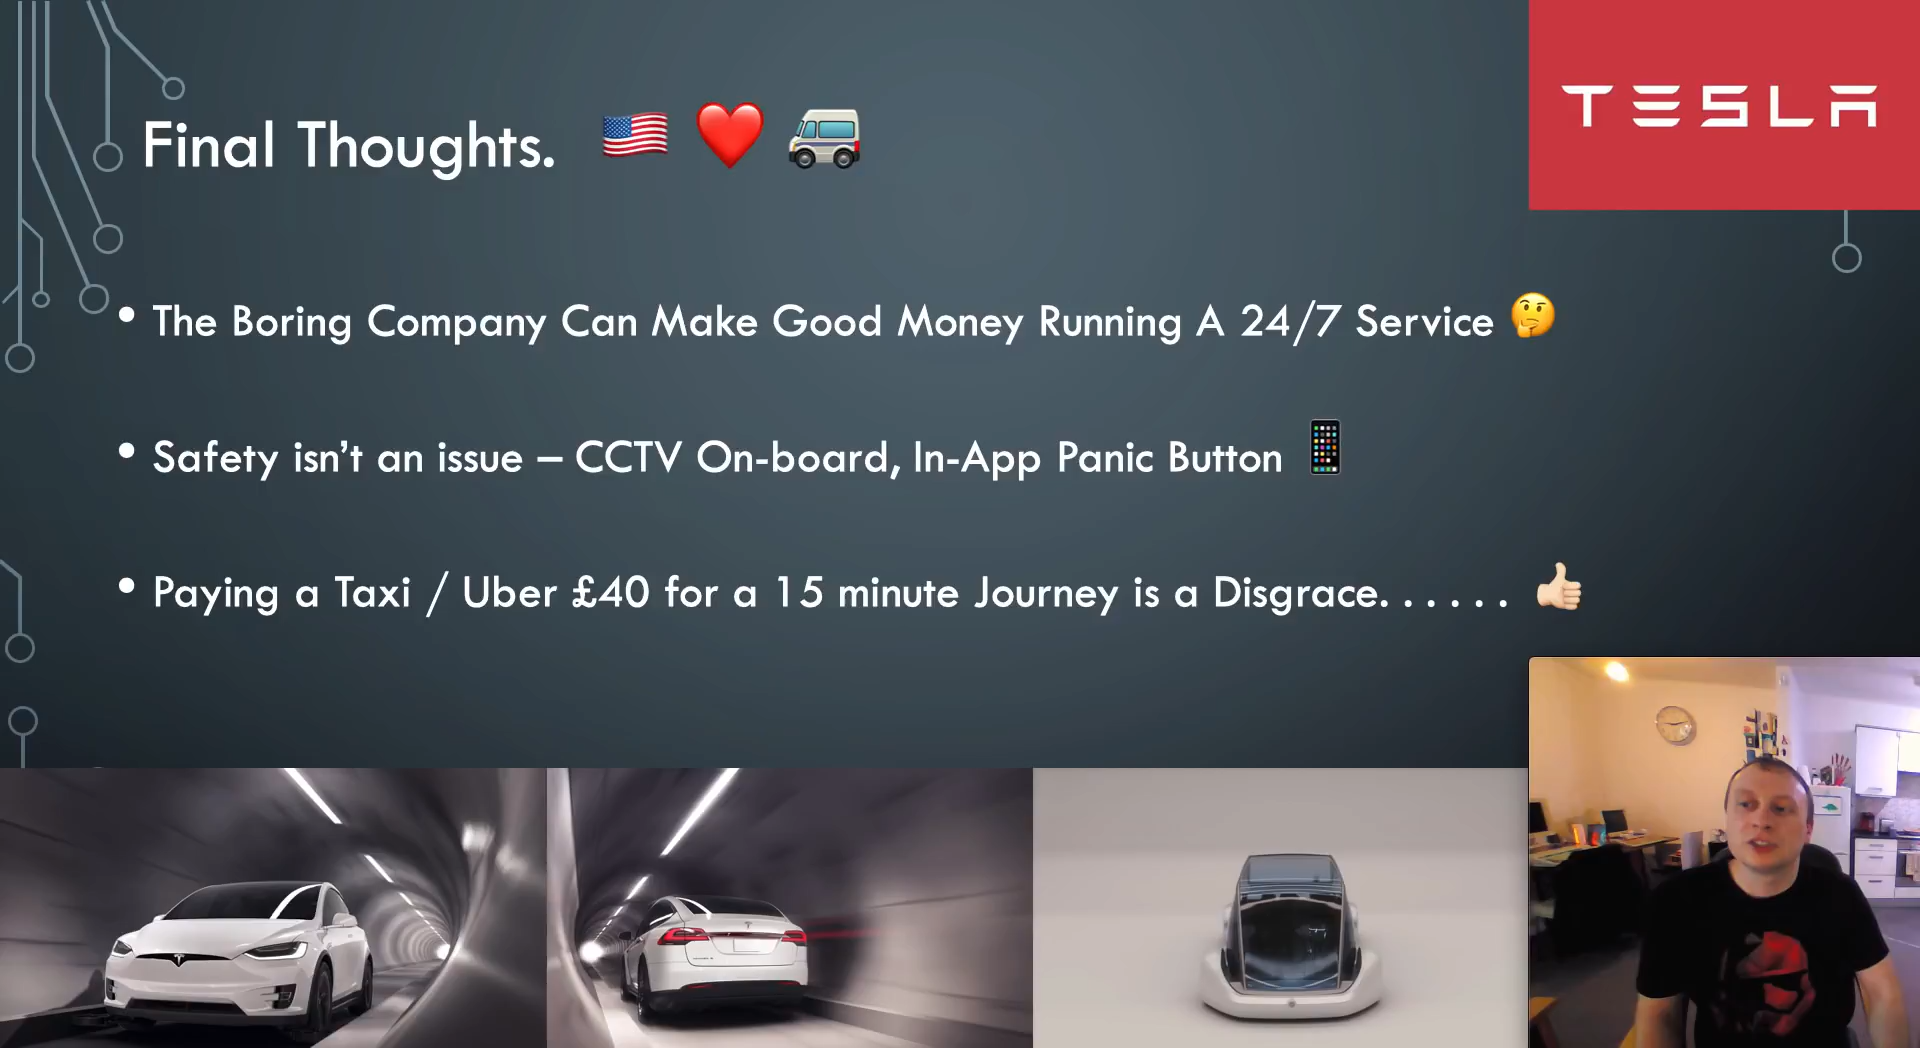 Final Thoughts. 🇺🇸 ❤️ 🚐
TESLA
• The Boring Company Can Make Good Money Running A 24/7 Service 🤔
• Safety isn’t an issue – CCTV On-board, In-App Panic Button 📱
• Paying a Taxi / Uber £40 for a 15 minute Journey is a Disgrace. . . . . . 👍🏻